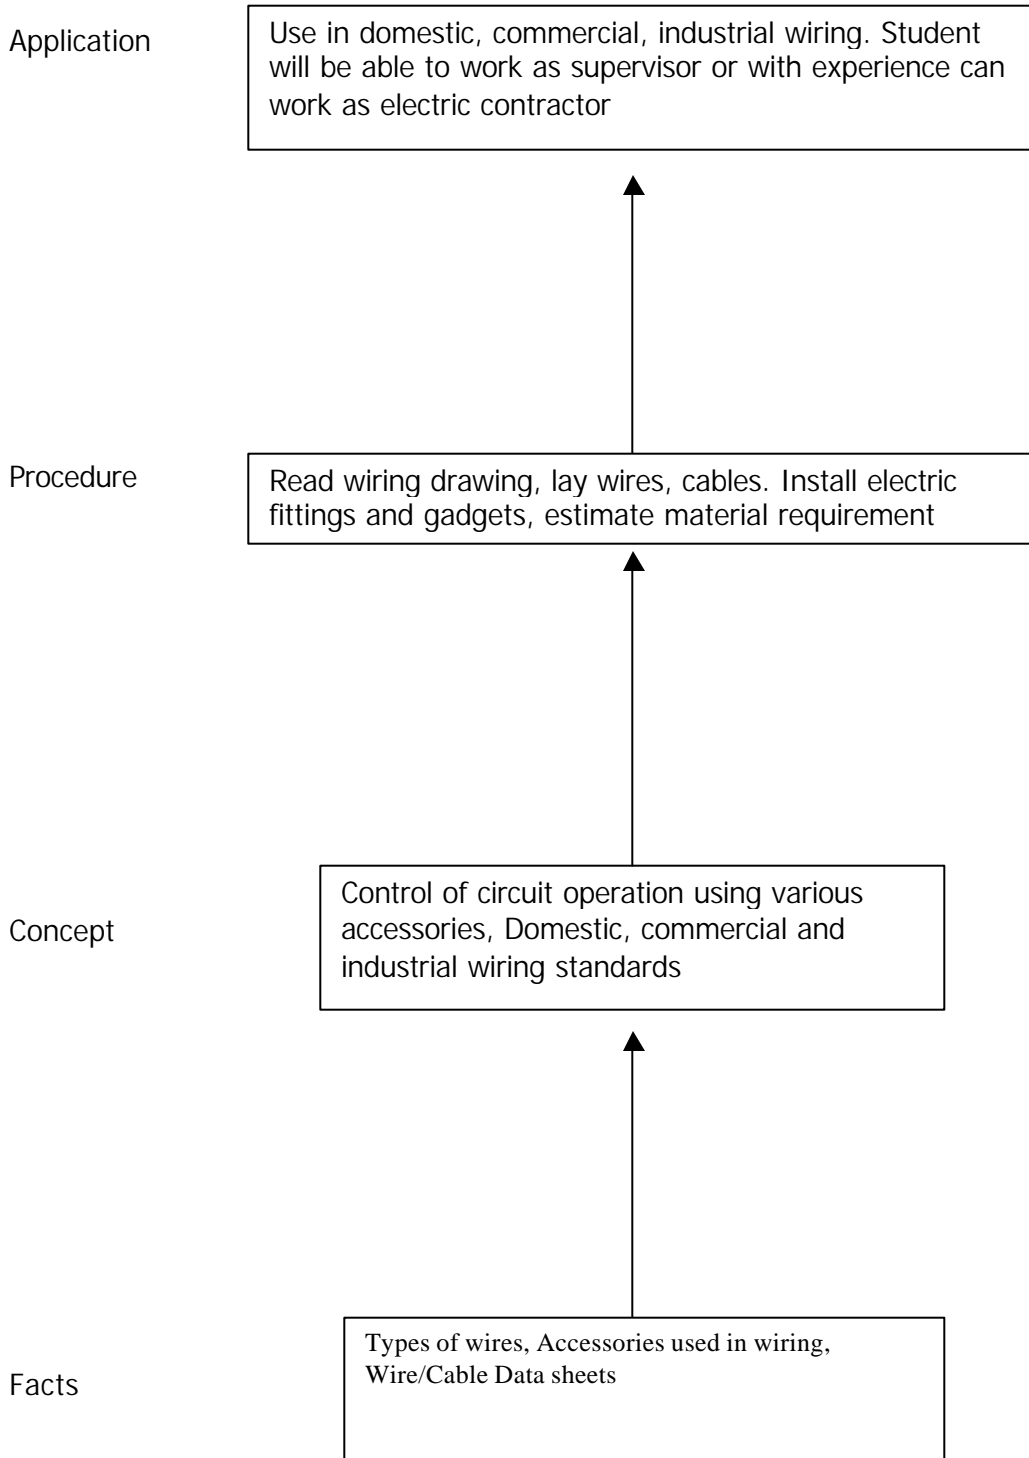 Application
Use in domestic, commercial, industrial wiring. Student
will be able to work as supervisor or with experience can
work as electric contractor
Procedure
Read wiring drawing, lay wires, cables. Install electric
fittings and gadgets, estimate material requirement
Concept
Control of circuit operation using various
accessories, Domestic, commercial and
industrial wiring standards
Facts
Types of wires, Accessories used in wiring,
Wire/Cable Data sheets